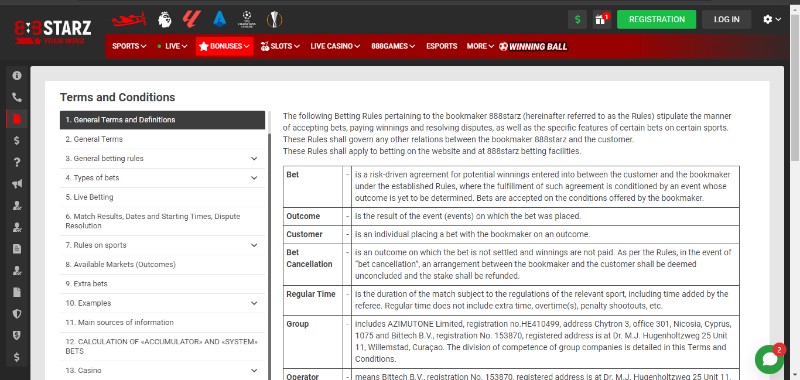 888STARZ
$
1
REGISTRATION
LOG IN
SPORTS
LIVE
BONUSES
SLOTS
LIVE CASINO
888GAMES
ESPORTS
MORE
WINNING BALL
Terms and Conditions
1. General Terms and Definitions
2. General Terms
3. General betting rules
4. Types of bets
5. Live Betting
6. Match Results, Dates and Starting Times, Dispute
Resolution
7. Rules on sports
8. Available Markets (Outcomes)
9. Extra bets
10. Examples
11. Main sources of information
12. CALCULATION OF «ACCUMULATOR» AND «SYSTEM»
BETS
13. Casino
The following Betting Rules pertaining to the bookmaker 888starz (hereinafter referred to as the Rules) stipulate the manner
of accepting bets, paying winnings and resolving disputes, as well as the specific features of certain bets on certain sports.
These Rules shall govern any other relations between the bookmaker 888starz and the customer.
These Rules shall apply to betting on the website and at 888starz betting facilities.
Bet - is a risk-driven agreement for potential winnings entered into between the customer and the bookmaker
under the established Rules, where the fulfillment of such agreement is conditioned by an event whose
outcome is yet to be determined. Bets are accepted on the conditions offered by the bookmaker.
Outcome - is the result of the event (events) on which the bet was placed.
Customer - is an individual placing a bet with the bookmaker on an outcome.
Bet
Cancellation - is an outcome on which the bet is not settled and winnings are not paid. As per the Rules, in the event of
"bet cancellation", an arrangement between the bookmaker and the customer shall be deemed
unconcluded and the stake shall be refunded.
Regular Time - is the duration of the match subject to the regulations of the relevant sport, including time added by the
referee. Regular time does not include extra time, overtime(s), penalty shootouts, etc.
Group - includes AZIMUTONE Limited, registration no.HE410499, address Chytron 3, office 301, Nicosia, Cyprus,
1075 and Bittech B.V., registration no. 153870, registered address is at Dr. M.J. Hugenholtzweg 25 Unit
11, Willemstad, Curaçao. The division of competence of group companies is detailed in this Terms and
Conditions.
Operator - means Bittech B.V., registration no. 153870, registered address is at Dr. M.J. Hugenholtzweg 25 Unit
2